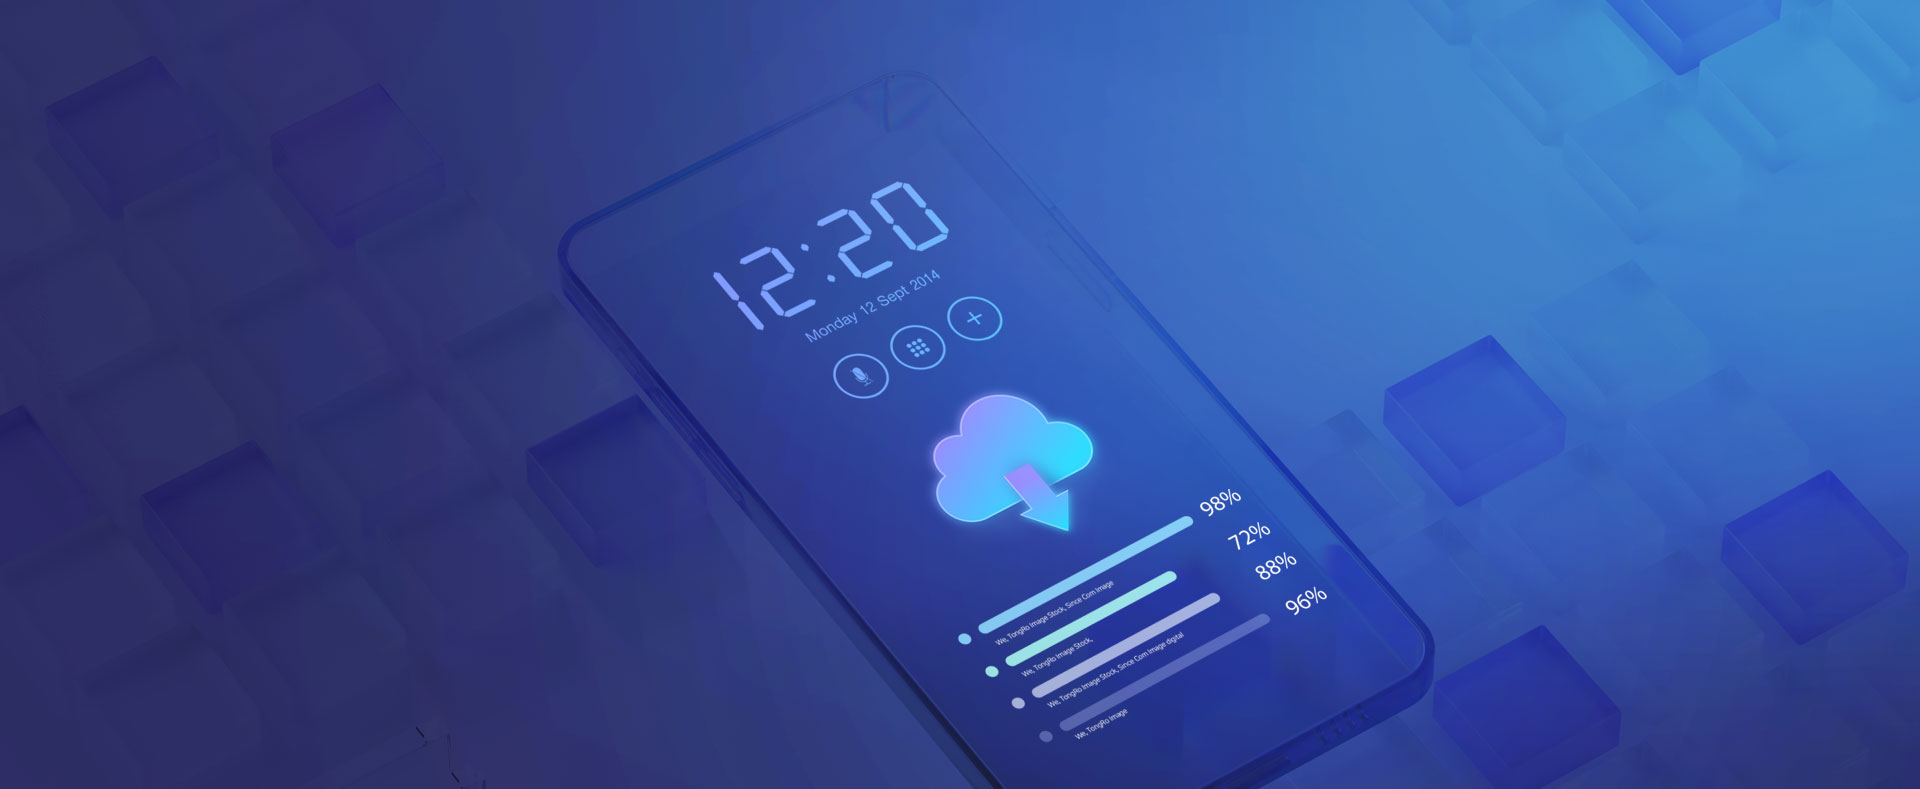 12:20
Monday 12 Sept 2014
98%
We, TongRo Image Stock, Since Com Image
72%
We, TongRo Image Stock,
88%
We, TongRo Image Stock, Since Com Image digital
96%
We, TongRo Image